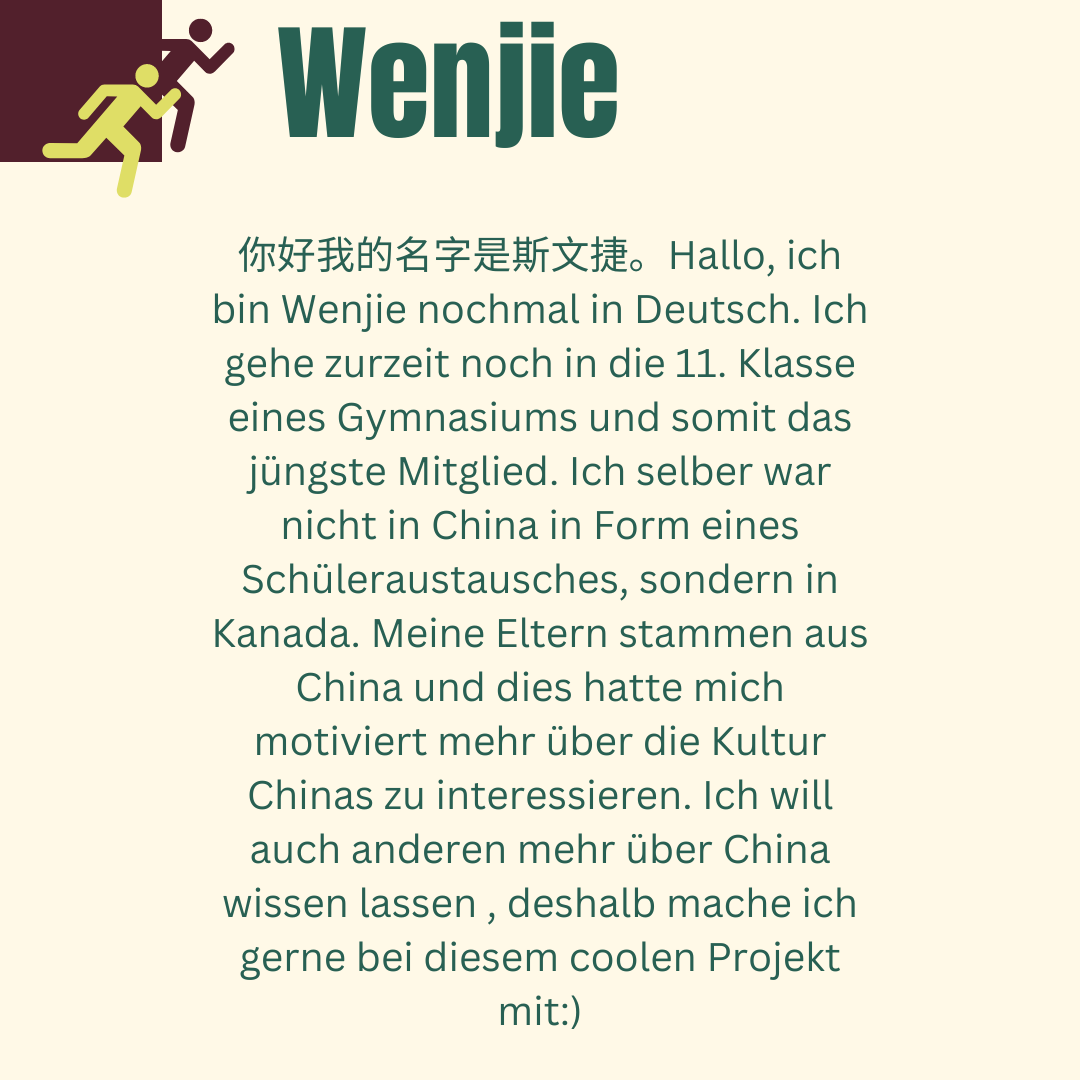 Wenjie
你好我的名字是斯文捷。Hallo, ich
bin Wenjie nochmal in Deutsch. Ich
gehe zurzeit noch in die 11. Klasse
eines Gymnasiums und somit das
jüngste Mitglied. Ich selber war
nicht in China in Form eines
Schüleraustausches, sondern in
Kanada. Meine Eltern stammen aus
China und dies hatte mich
motiviert mehr über die Kultur
Chinas zu interessieren. Ich will
auch anderen mehr über China
wissen lassen , deshalb mache ich
gerne bei diesem coolen Projekt
mit:)